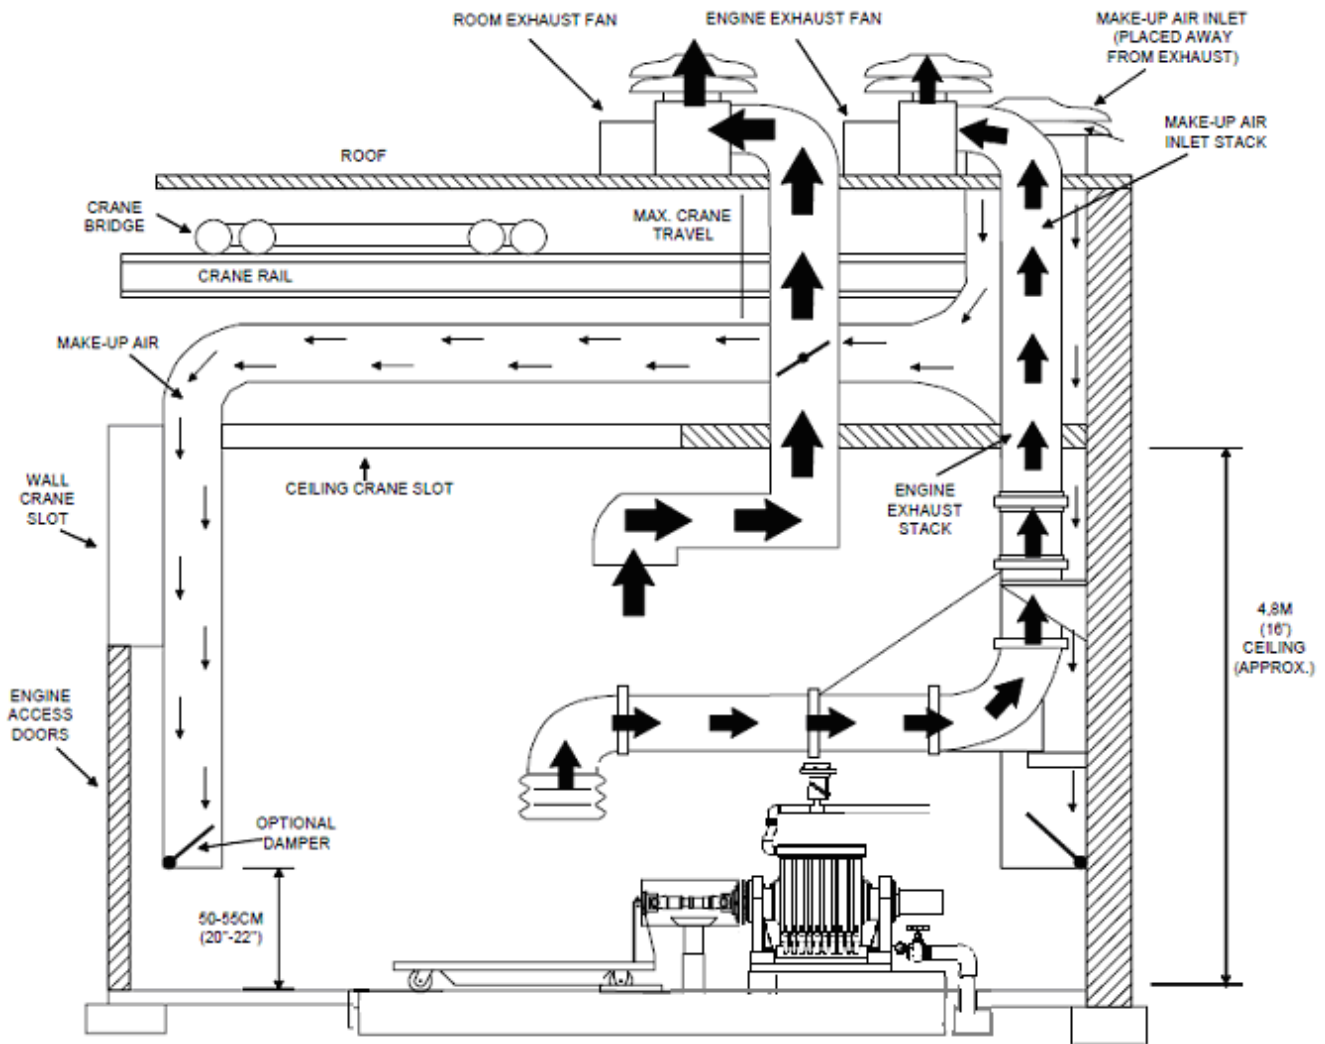 ROOM EXHAUST FAN
ENGINE EXHAUST FAN
MAKE-UP AIR INLET
(PLACED AWAY
FROM EXHAUST)
MAKE-UP AIR
INLET STACK
ROOF
CRANE
BRIDGE
MAX. CRANE
TRAVEL
CRANE RAIL
MAKE-UP AIR
WALL
CRANE
SLOT
CEILING CRANE SLOT
ENGINE
EXHAUST
STACK
4.8M
(16")
CEILING
(APPROX.)
ENGINE
ACCESS
DOORS
OPTIONAL
DAMPER
50-55CM
(20"-22")